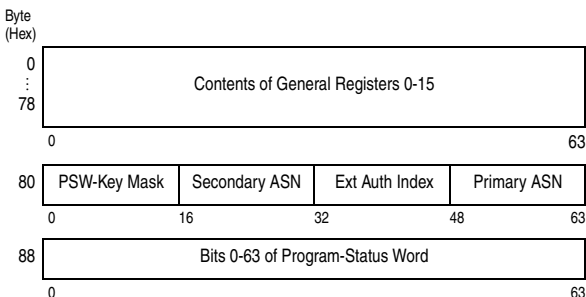 Byte
(Hex)
0
⋮
78
Contents of General Registers 0-15
0 63
80 PSW-Key Mask Secondary ASN Ext Auth Index Primary ASN
0 16 32 48 63
88 Bits 0-63 of Program-Status Word
0 63